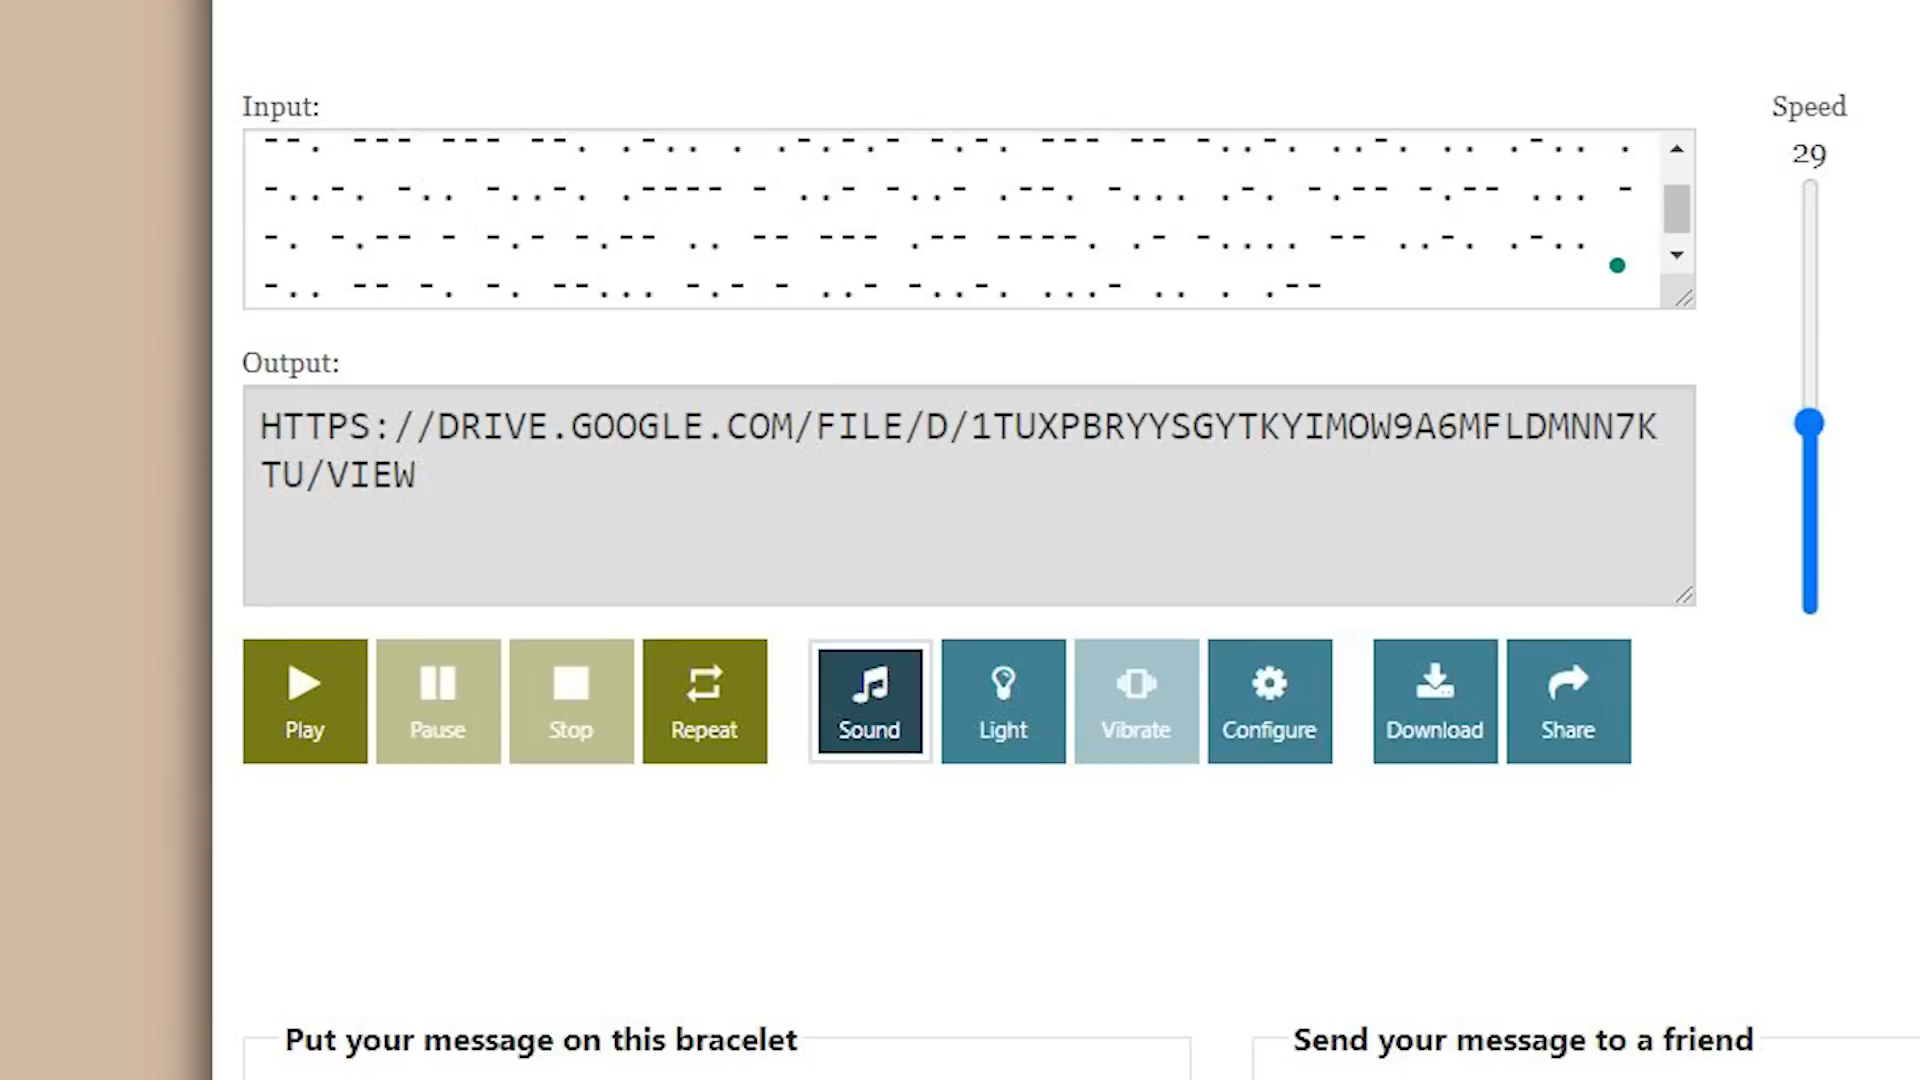 Input:
Speed
29
--. --- --- --. .-.. . .-.-.- -.-. --- -- -..-. ..-. .. .-.. .
-..-. -.. -..-. .---- - ..- -..- .--. -... .-. -.-- -.-- ... -
-. -.-- - -.- -.-- .. -- --- .-- ----. .- -.... -- ..-. .-..
-.. -- -. -. --... -.- - ..- -..-. ...- .. . .--
Output:
HTTPS://DRIVE.GOOGLE.COM/FILE/D/1TUXPBRYYSGYTKYIMOW9A6MFLDMNN7K
TU/VIEW
Play Pause Stop Repeat Sound Light Vibrate Configure Download Share
Put your message on this bracelet
Send your message to a friend